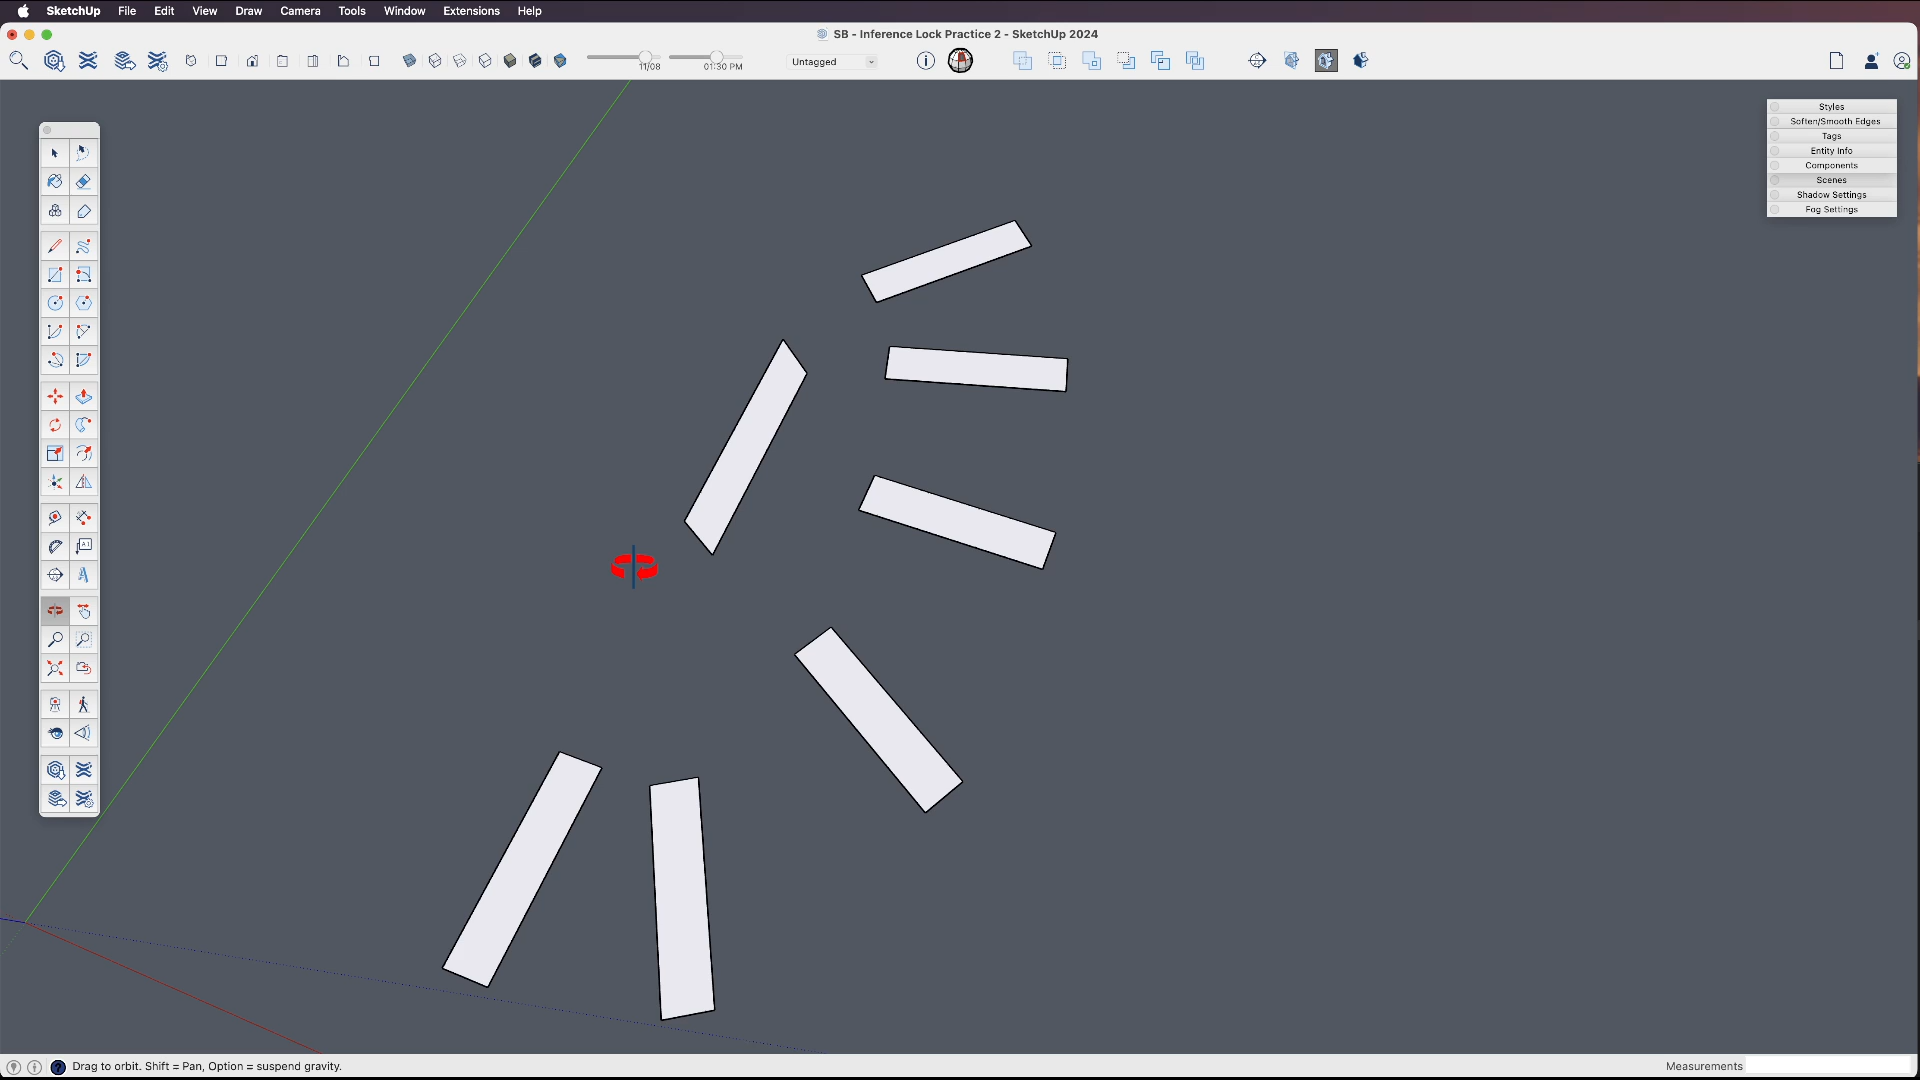 SketchUp File Edit View Draw Camera Tools Window Extensions Help
SB - Inference Lock Practice 2 - SketchUp 2024
11/08
01:30 PM
Untagged
Styles
Soften/Smooth Edges
Tags
Entity Info
Components
Scenes
Shadow Settings
Fog Settings
A1
A
Drag to orbit. Shift = Pan, Option = suspend gravity.
Measurements